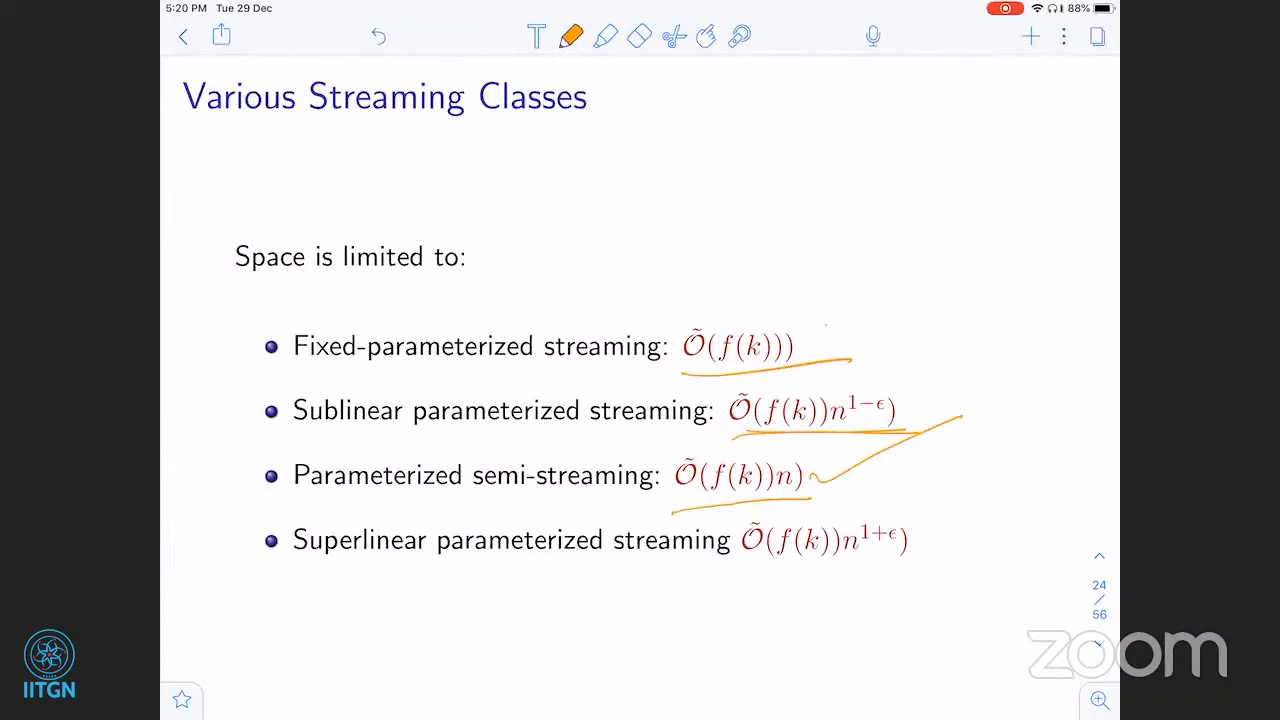 5:20 PM Tue 29 Dec 88%
Various Streaming Classes
Space is limited to:
Fixed-parameterized streaming: Õ(f(k)))
Sublinear parameterized streaming: Õ(f(k))n^{1−ϵ})
Parameterized semi-streaming: Õ(f(k))n)
Superlinear parameterized streaming Õ(f(k))n^{1+ϵ})
24
/
56
zoom
IITGN